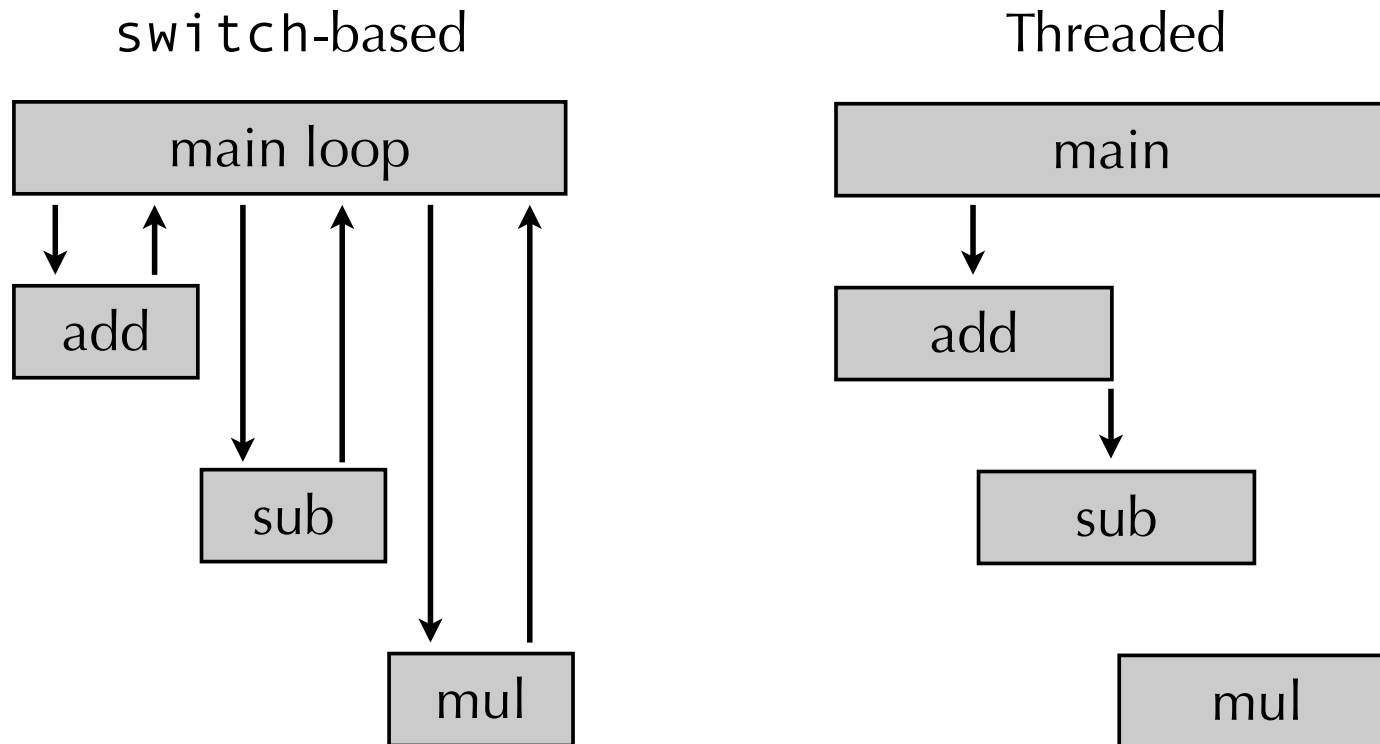 switch-based
main loop
add
sub
mul
Threaded
main
add
sub
mul